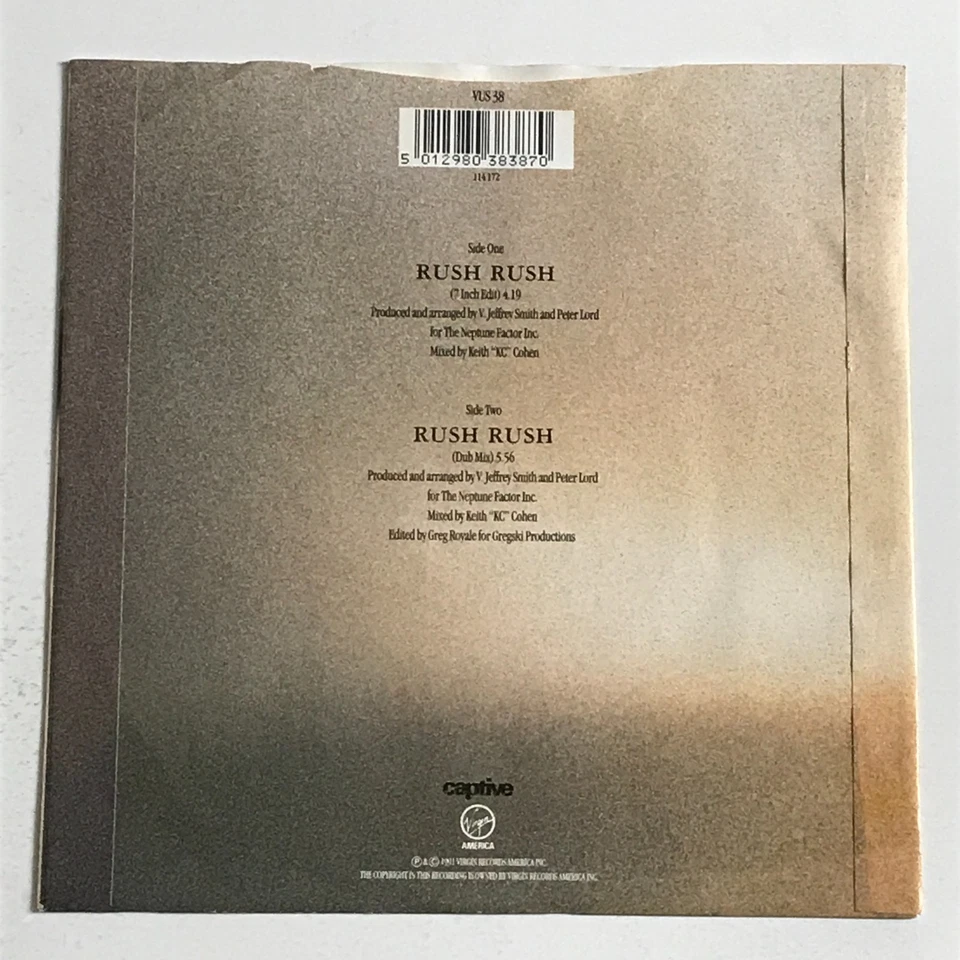 VUS 38
5 012980 383870
114172
Side One
RUSH RUSH
(7 Inch Edit) 4.19
Produced and arranged by V. Jeffrey Smith and Peter Lord
for The Neptune Factor Inc.
Mixed by Keith "KC" Cohen
Side Two
RUSH RUSH
(Dub Mix) 5.56
Produced and arranged by V. Jeffrey Smith and Peter Lord
for The Neptune Factor Inc.
Mixed by Keith "KC" Cohen
Edited by Greg Royale for Gregski Productions
captive
Virgin
AMERICA
Ⓟ & © 1991 VIRGIN RECORDS AMERICA INC.
THE COPYRIGHT IN THIS RECORDING IS OWNED BY VIRGIN RECORDS AMERICA INC.